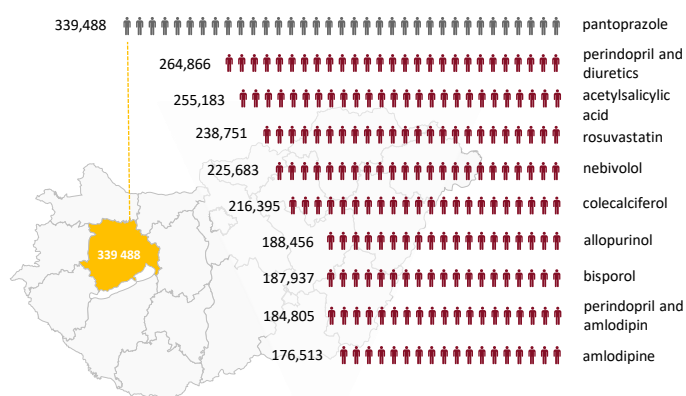 339,488 pantoprazole
264,866 perindopril and
diuretics
255,183 acetylsalicylic
acid
238,751 rosuvastatin
225,683 nebivolol
216,395 colecalciferol
188,456 allopurinol
339 488
187,937 bisporol
184,805 perindopril and
amlodipin
176,513 amlodipine